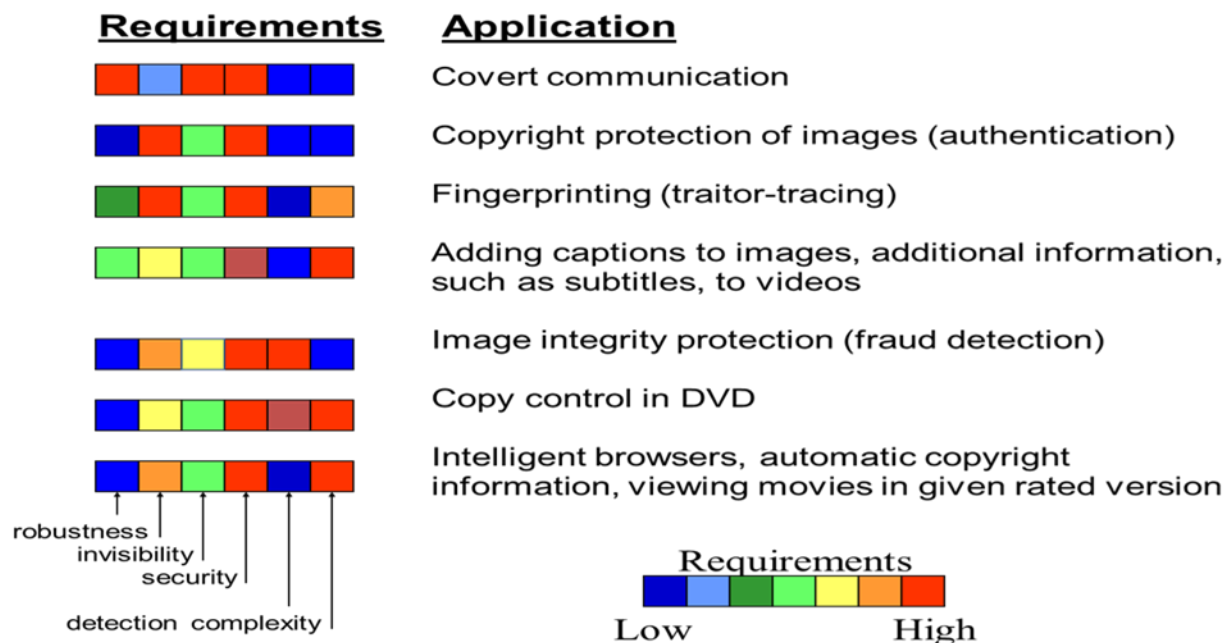 Requirements
Application
Covert communication
Copyright protection of images (authentication)
Fingerprinting (traitor-tracing)
Adding captions to images, additional information,
such as subtitles, to videos
Image integrity protection (fraud detection)
Copy control in DVD
Intelligent browsers, automatic copyright
information, viewing movies in given rated version
robustness
invisibility
security
detection complexity
Requirements
Low High